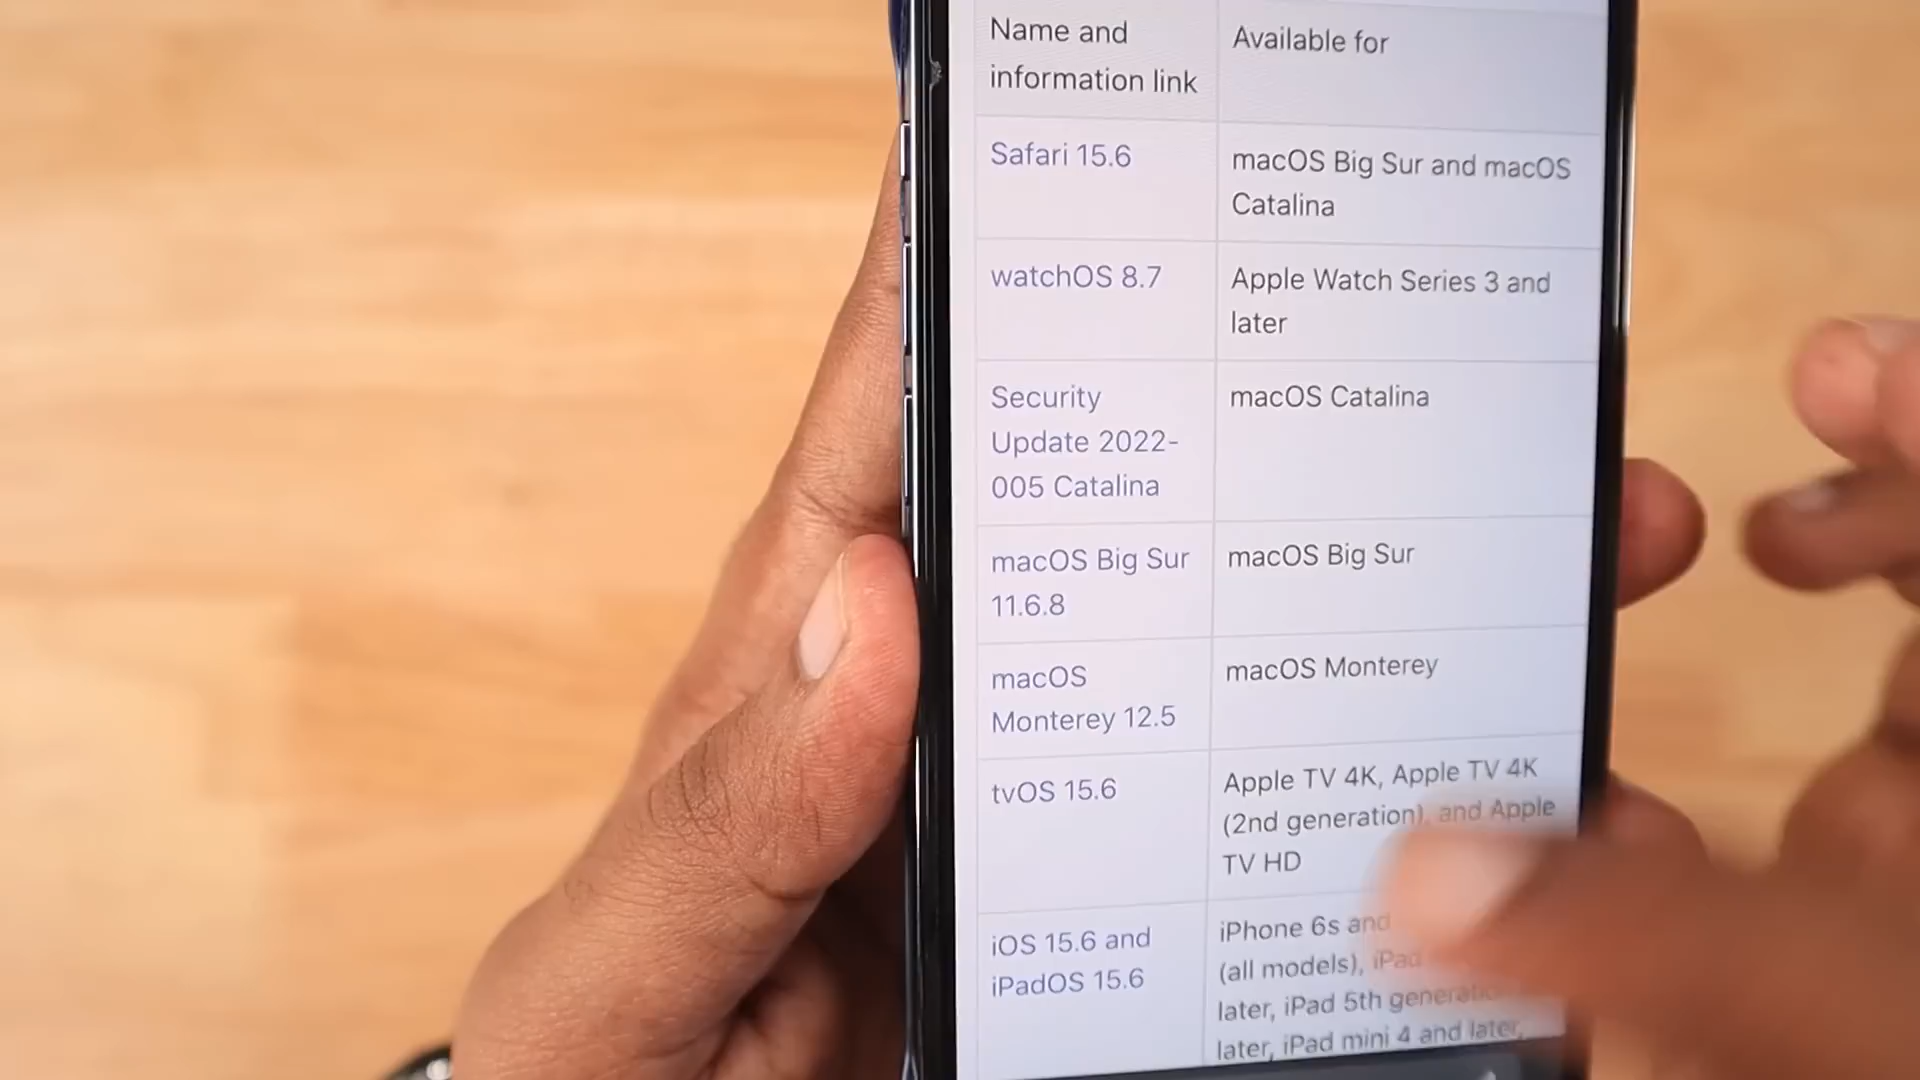 Name and
information link
Available for
Safari 15.6
macOS Big Sur and macOS
Catalina
watchOS 8.7
Apple Watch Series 3 and
later
Security
Update 2022-
005 Catalina
macOS Catalina
macOS Big Sur
11.6.8
macOS Big Sur
macOS
Monterey 12.5
macOS Monterey
tvOS 15.6
Apple TV 4K, Apple TV 4K
(2nd generation), and Apple
TV HD
iOS 15.6 and
iPadOS 15.6
iPhone 6s and
(all models), iPad
later, iPad 5th generation
later, iPad mini 4 and later,